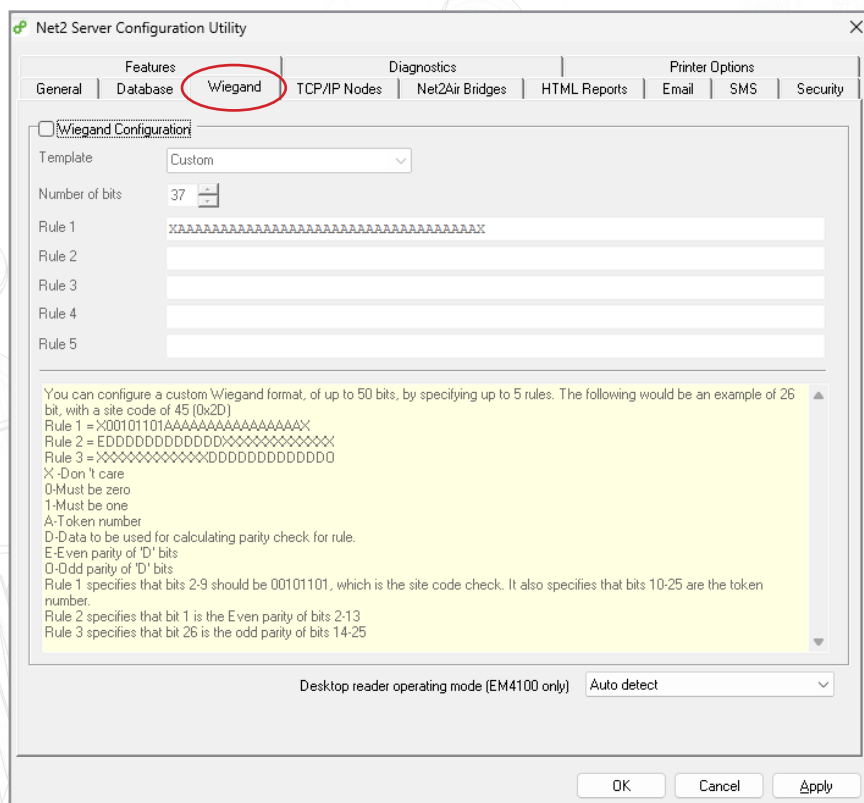 Net2 Server Configuration Utility
Features Diagnostics Printer Options
General Database Wiegand TCP/IP Nodes Net2Air Bridges HTML Reports Email SMS Security
Wiegand Configuration
Template Custom
Number of bits 37
Rule 1 XAAAAAAAAAAAAAAAAAAAAAAAAAAAAAAAAAAAX
Rule 2
Rule 3
Rule 4
Rule 5
You can configure a custom Wiegand format, of up to 50 bits, by specifying up to 5 rules. The following would be an example of 26
bit, with a site code of 45 (0x2D)
Rule 1 = X00101101AAAAAAAAAAAAAAAAX
Rule 2 = EDDDDDDDDDDDDXXXXXXXXXXXXX
Rule 3 = XXXXXXXXXXXXXDDDDDDDDDDDDO
X -Don 't care
0-Must be zero
1-Must be one
A-Token number
D-Data to be used for calculating parity check for rule.
E-Even parity of 'D' bits
O-Odd parity of 'D' bits
Rule 1 specifies that bits 2-9 should be 00101101, which is the site code check. It also specifies that bits 10-25 are the token
number.
Rule 2 specifies that bit 1 is the Even parity of bits 2-13
Rule 3 specifies that bit 26 is the odd parity of bits 14-25
Desktop reader operating mode (EM4100 only) Auto detect
OK Cancel Apply